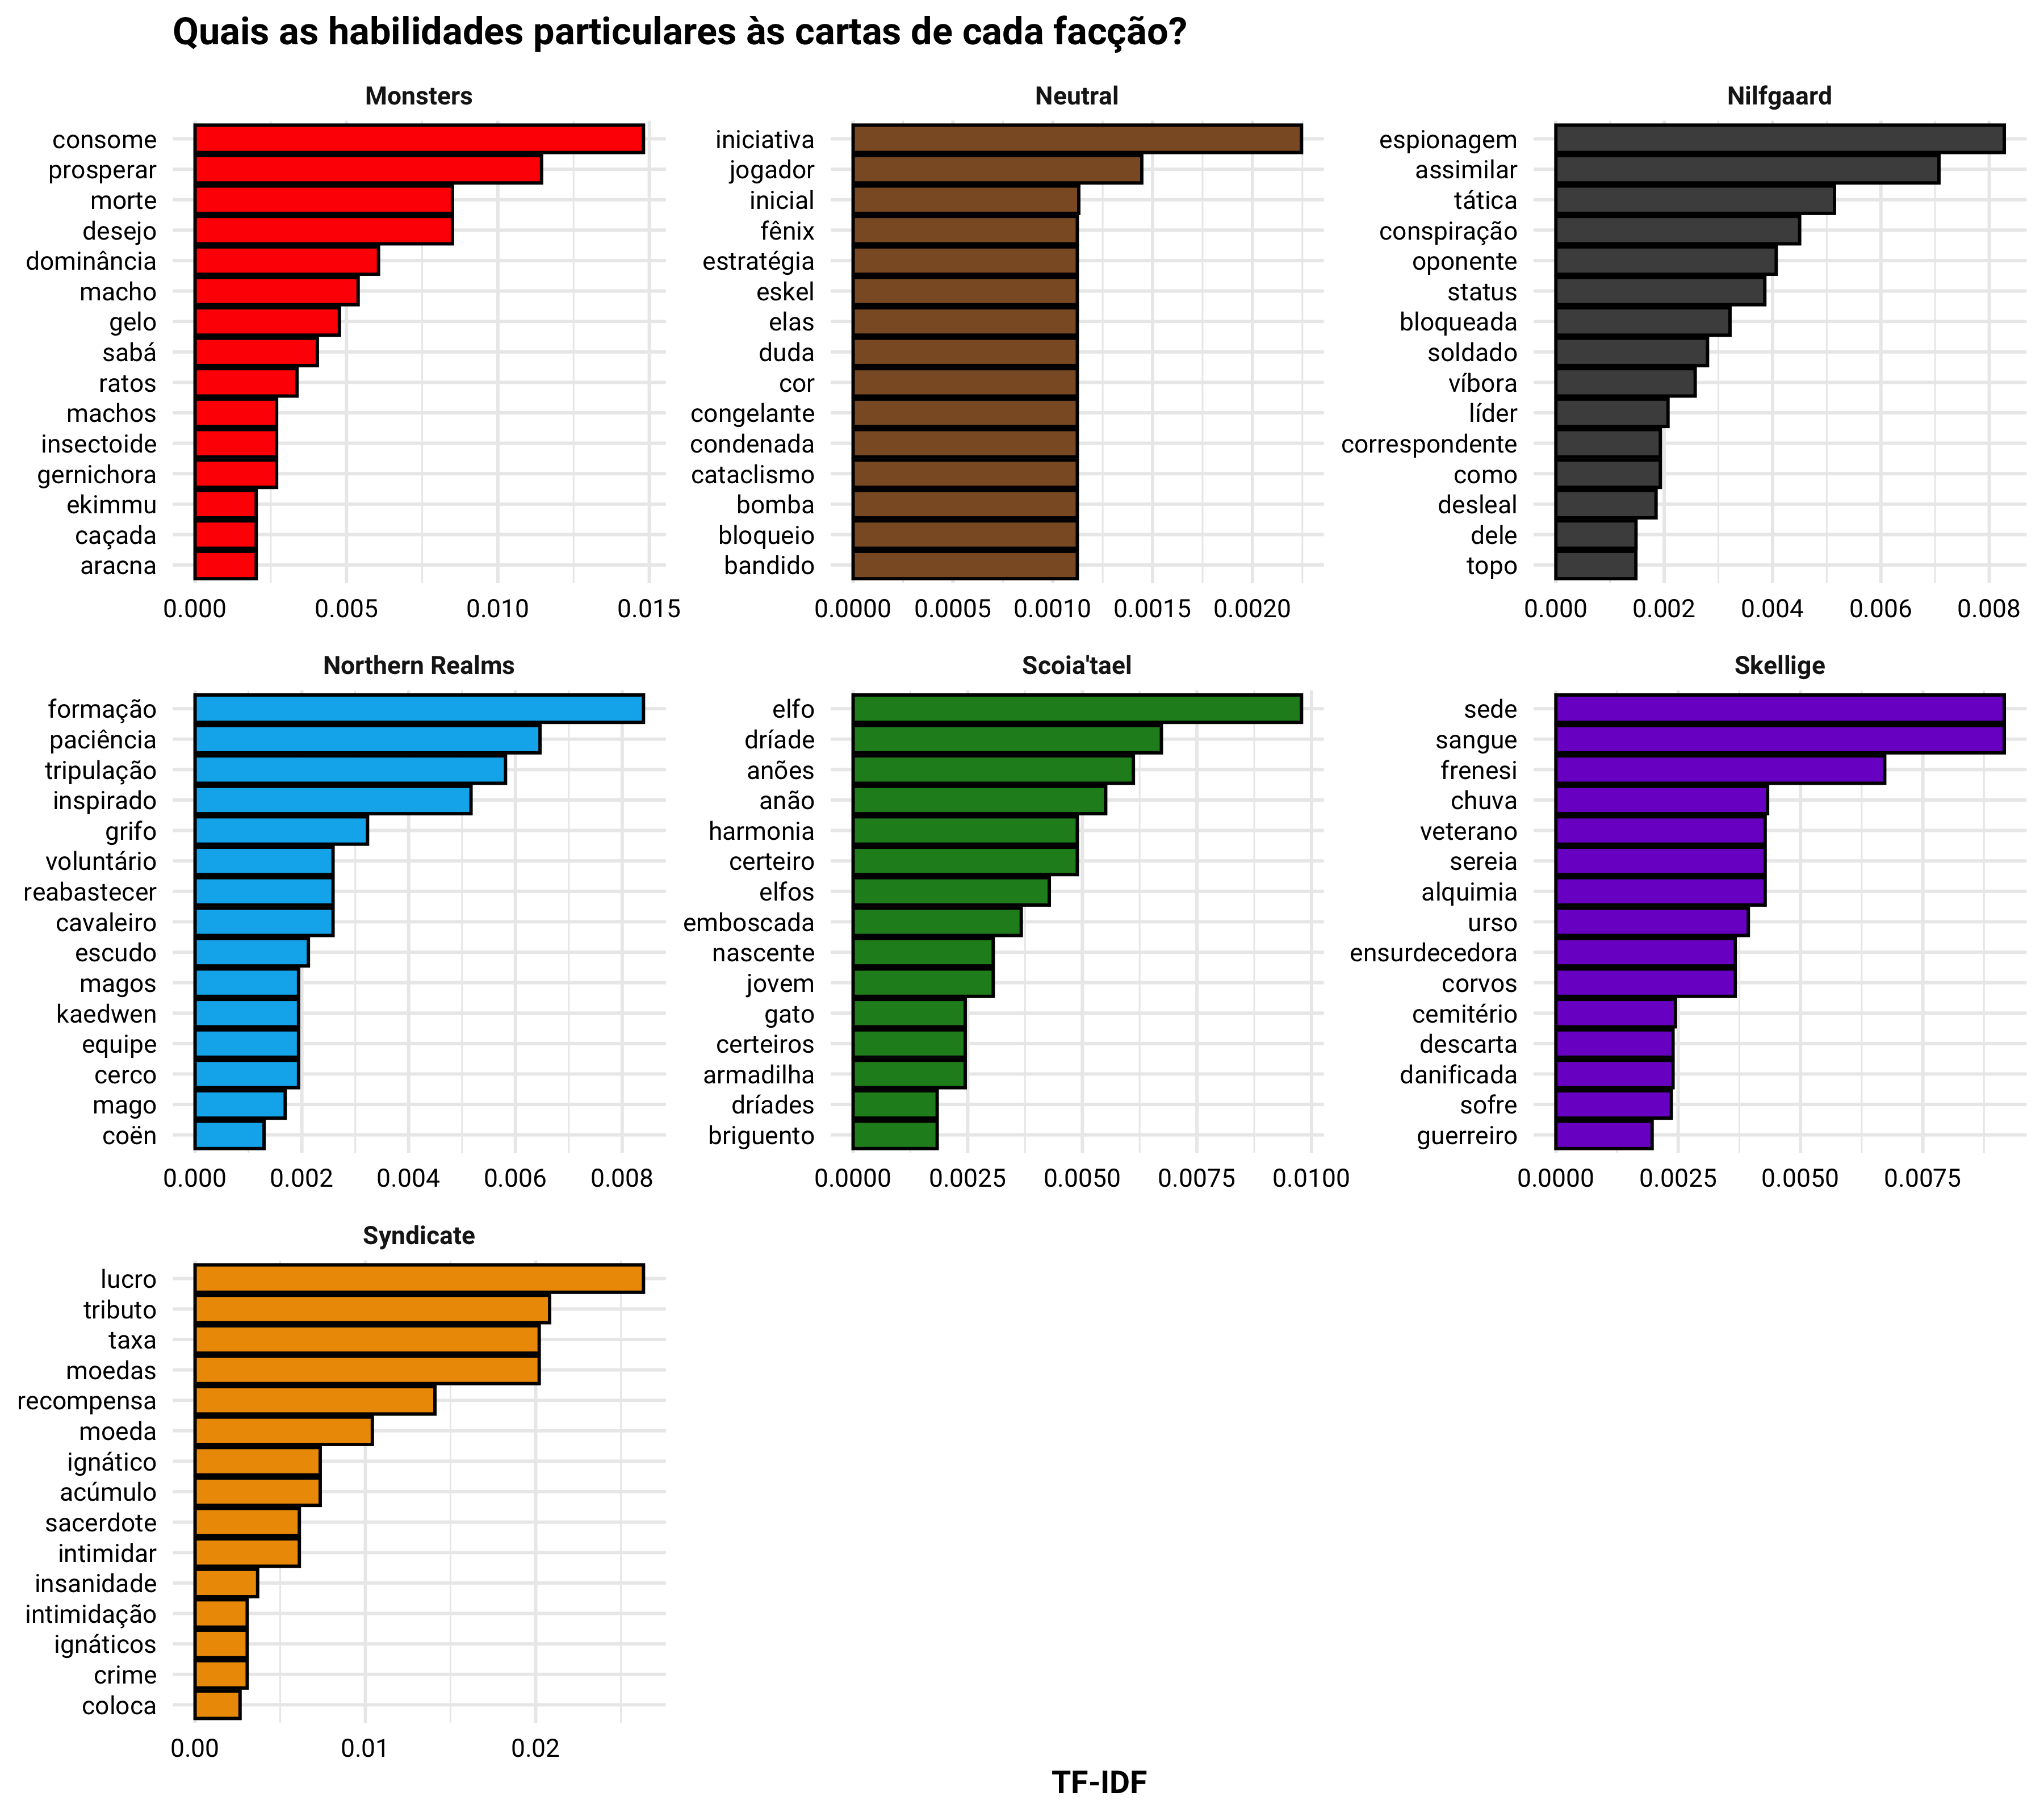 Quais as habilidades particulares às cartas de cada facção?
Monsters
consome
prosperar
morte
desejo
dominância
macho
gelo
sabá
ratos
machos
insectoide
gernichora
ekimmu
caçada
aracna
0.000 0.005 0.010 0.015
Neutral
iniciativa
jogador
inicial
fênix
estratégia
eskel
elas
duda
cor
congelante
condenada
cataclismo
bomba
bloqueio
bandido
0.0000 0.0005 0.0010 0.0015 0.0020
Nilfgaard
espionagem
assimilar
tática
conspiração
oponente
status
bloqueada
soldado
víbora
líder
correspondente
como
desleal
dele
topo
0.000 0.002 0.004 0.006 0.008
Northern Realms
formação
paciência
tripulação
inspirado
grifo
voluntário
reabastecer
cavaleiro
escudo
magos
kaedwen
equipe
cerco
mago
coën
0.000 0.002 0.004 0.006 0.008
Scoia'tael
elfo
dríade
anões
anão
harmonia
certeiro
elfos
emboscada
nascente
jovem
gato
certeiros
armadilha
dríades
briguento
0.0000 0.0025 0.0050 0.0075 0.0100
Skellige
sede
sangue
frenesi
chuva
veterano
sereia
alquimia
urso
ensurdecedora
corvos
cemitério
descarta
danificada
sofre
guerreiro
0.0000 0.0025 0.0050 0.0075
Syndicate
lucro
tributo
taxa
moedas
recompensa
moeda
ignático
acúmulo
sacerdote
intimidar
insanidade
intimidação
ignáticos
crime
coloca
0.00 0.01 0.02
TF-IDF